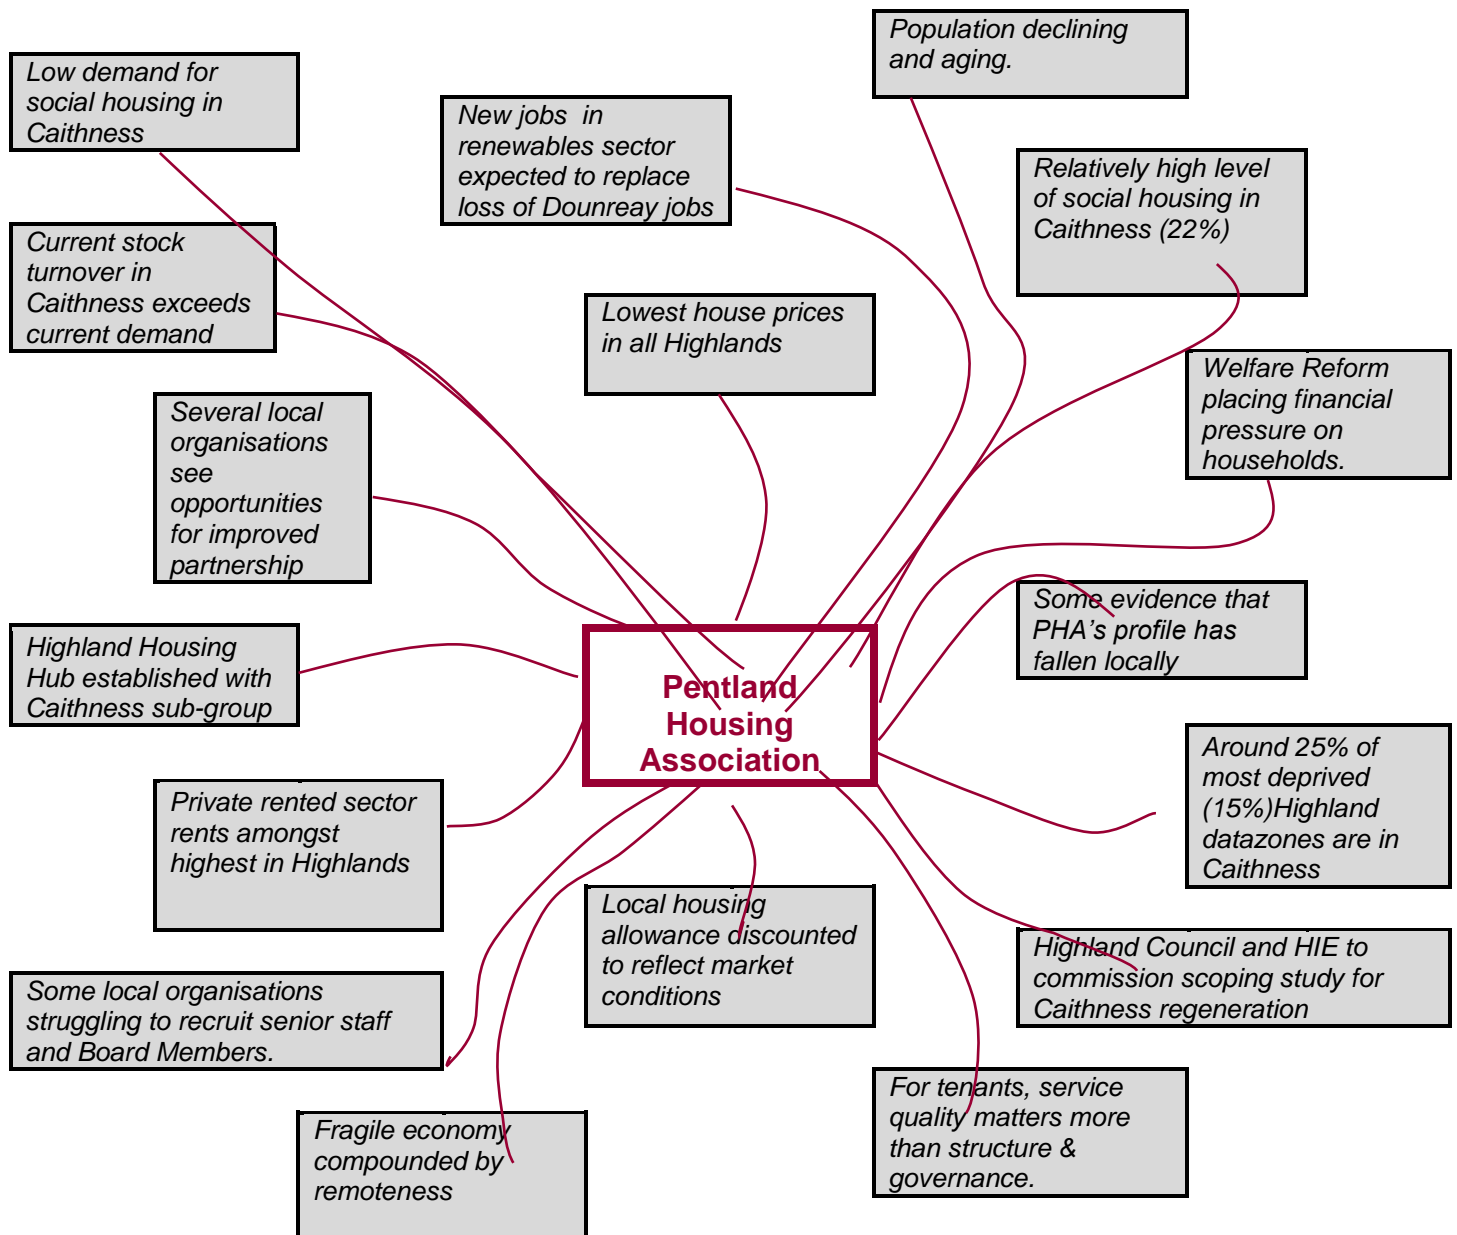 Population declining
and aging.
Low demand for
social housing in
Caithness
New jobs in
renewables sector
expected to replace
loss of Dounreay jobs
Relatively high level
of social housing in
Caithness (22%)
Current stock
turnover in
Caithness exceeds
current demand
Lowest house prices
in all Highlands
Welfare Reform
placing financial
pressure on
households.
Several local
organisations
see
opportunities
for improved
partnership
Some evidence that
PHA's profile has
fallen locally
Highland Housing
Hub established with
Caithness sub-group
Pentland
Housing
Association
Around 25% of
most deprived
(15%)Highland
datazones are in
Caithness
Private rented sector
rents amongst
highest in Highlands
Local housing
allowance discounted
to reflect market
conditions
Highland Council and HIE to
commission scoping study for
Caithness regeneration
Some local organisations
struggling to recruit senior staff
and Board Members.
For tenants, service
quality matters more
than structure &
governance.
Fragile economy
compounded by
remoteness